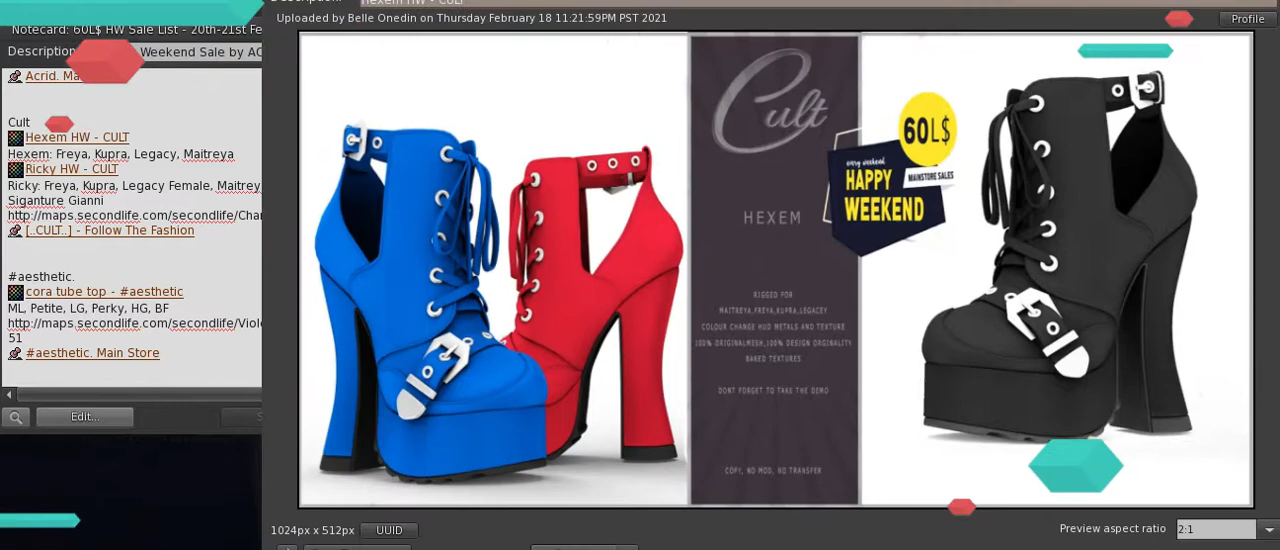 Uploaded by Belle Onedin on Thursday February 18 11:21:59PM PST 2021
Profile
Notecard: 60L$ HW Sale List - 20th-21st Fe
Description
Weekend Sale by AC
Acrid. Ma
Cult
Hexem HW - CULT
Hexem: Freya, Kupra, Legacy, Maitreya
Ricky HW - CULT
Ricky: Freya, Kupra, Legacy Female, Maitrey
Siganture Gianni
http://maps.secondlife.com/secondlife/Char
[..CULT..] - Follow The Fashion
#aesthetic.
cora tube top - #aesthetic
ML, Petite, LG, Perky, HG, BF
http://maps.secondlife.com/secondlife/Viole
51
#aesthetic. Main Store
Edit...
Cult
HEXEM
RIGGED FOR
MAITREYA,FREYA,KUPRA,LEGACEY
COLOUR CHANGE HUD METALS AND TEXTURE
100% ORIGINALMESH,100% DESIGN ORGINALITY
BAKED TEXTURES
DONT FORGET TO TAKE THE DEMO
COPY, NO MOD, NO TRANSFER
60L$
every weekend
HAPPY
WEEKEND
MAINSTORE SALES
1024px x 512px
UUID
Preview aspect ratio
2:1